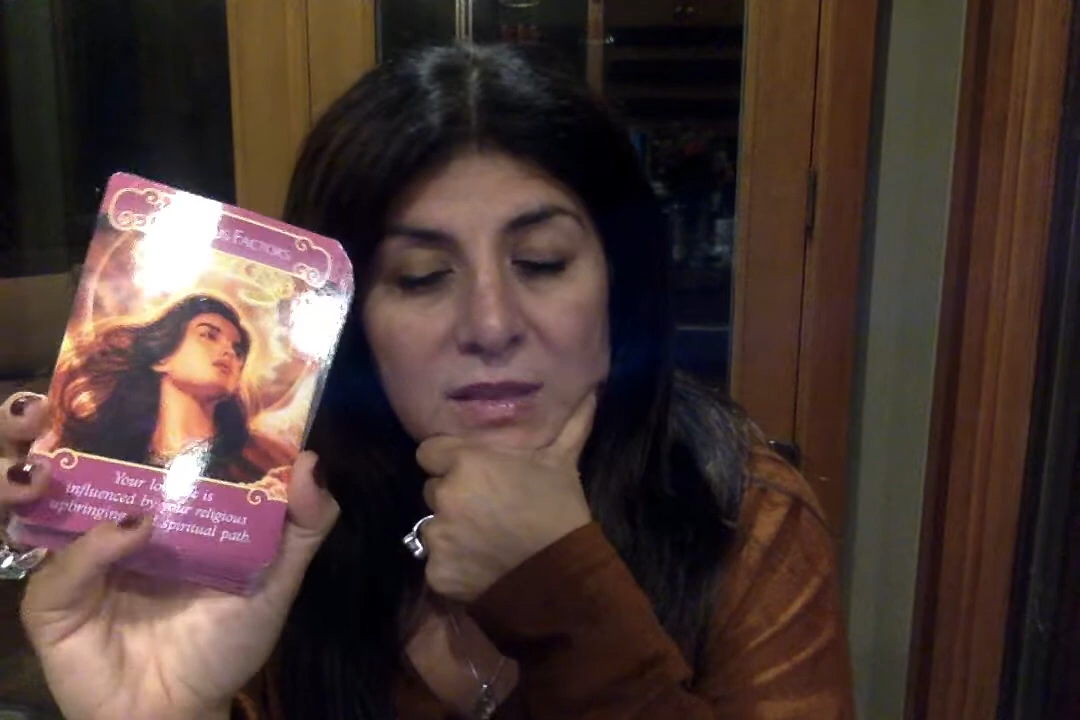 Factors
Your is
influenced by your religious
upbringing spiritual path.